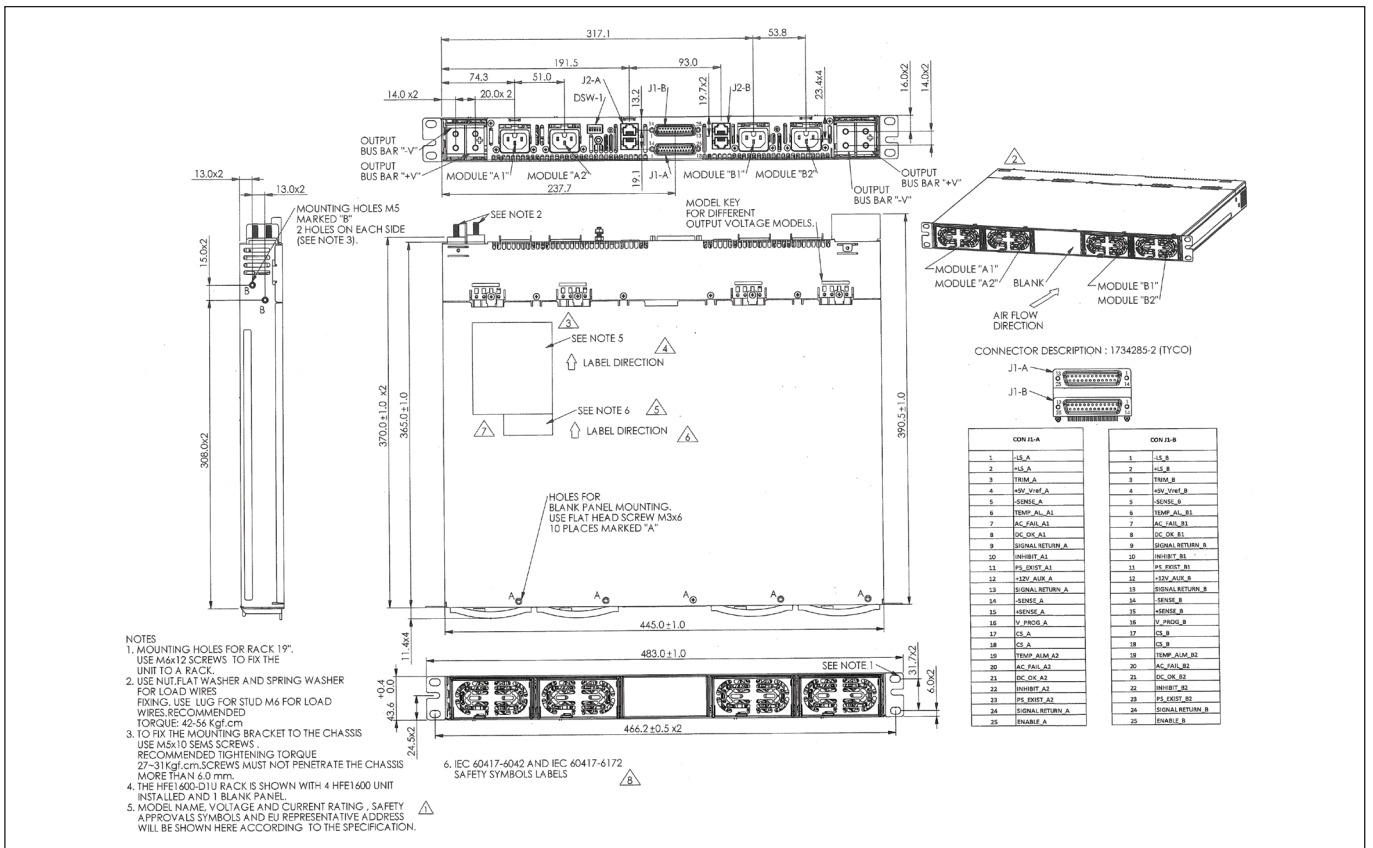 317.1
53.8
191.5
93.0
74.3
51.0
J2-A
J1-B
J2-B
DSW-1
13.2
19.7x2
23.4x4
16.0x2
14.0x2
14.0 x2
20.0x 2
OUTPUT
BUS BAR "-V"
OUTPUT
BUS BAR "+V"
MODULE "A1"
MODULE "A2"
19.1
J1-A
MODULE "B1"
MODULE "B2"
OUTPUT
BUS BAR "+V"
OUTPUT
BUS BAR "-V"
237.7
13.0x2
13.0x2
MOUNTING HOLES M5
MARKED "B"
2 HOLES ON EACH SIDE
(SEE NOTE 3).
15.0x2
B
B
308.0x2
SEE NOTE 2
MODEL KEY
FOR DIFFERENT
OUTPUT VOLTAGE MODELS.
3
SEE NOTE 5
4
LABEL DIRECTION
SEE NOTE 6
5
7
LABEL DIRECTION
6
370.0±1.0 x2
365.0±1.0
390.5±1.0
HOLES FOR
BLANK PANEL MOUNTING.
USE FLAT HEAD SCREW M3x6
10 PLACES MARKED "A"
A
A
A
A
A
445.0±1.0
11.4x4
483.0±1.0
SEE NOTE 1
31.7x2
6.0x2
43.6 +0.4 0.0
24.5x2
466.2±0.5 x2
2
MODULE "A1"
MODULE "A2"
BLANK
MODULE "B1"
MODULE "B2"
AIR FLOW
DIRECTION
CONNECTOR DESCRIPTION : 1734285-2 (TYCO)
J1-A
J1-B
CON J1-A
1 -LS_A
2 +LS_A
3 TRIM_A
4 +5V_Vref_A
5 -SENSE_A
6 TEMP_AL_A1
7 AC_FAIL_A1
8 DC_OK_A1
9 SIGNAL RETURN_A
10 INHIBIT_A1
11 PS_EXIST_A1
12 +12V_AUX_A
13 SIGNAL RETURN_A
14 -SENSE_A
15 +SENSE_A
16 V_PROG_A
17 CS_A
18 CS_A
19 TEMP_ALM_A2
20 AC_FAIL_A2
21 DC_OK_A2
22 INHIBIT_A2
23 PS_EXIST_A2
24 SIGNAL RETURN_A
25 ENABLE_A
CON J1-B
1 -LS_B
2 +LS_B
3 TRIM_B
4 +5V_Vref_B
5 -SENSE_B
6 TEMP_AL_B1
7 AC_FAIL_B1
8 DC_OK_B1
9 SIGNAL RETURN_B
10 INHIBIT_B1
11 PS_EXIST_B1
12 +12V_AUX_B
13 SIGNAL RETURN_B
14 -SENSE_B
15 +SENSE_B
16 V_PROG_B
17 CS_B
18 CS_B
19 TEMP_ALM_B2
20 AC_FAIL_B2
21 DC_OK_B2
22 INHIBIT_B2
23 PS_EXIST_B2
24 SIGNAL RETURN_B
25 ENABLE_B
NOTES
1. MOUNTING HOLES FOR RACK 19".
USE M6x12 SCREWS TO FIX THE
UNIT TO A RACK.
2. USE NUT,FLAT WASHER AND SPRING WASHER
FOR LOAD WIRES
FIXING. USE LUG FOR STUD M6 FOR LOAD
WIRES.RECOMMENDED
TORQUE: 42-56 Kgf.cm
3. TO FIX THE MOUNTING BRACKET TO THE CHASSIS
USE M5x10 SEMS SCREWS .
RECOMMENDED TIGHTENING TORQUE
27~31Kgf.cm.SCREWS MUST NOT PENETRATE THE CHASSIS
MORE THAN 6.0 mm.
4. THE HFE1600-D1U RACK IS SHOWN WITH 4 HFE1600 UNIT
INSTALLED AND 1 BLANK PANEL.
5. MODEL NAME, VOLTAGE AND CURRENT RATING , SAFETY
APPROVALS SYMBOLS AND EU REPRESENTATIVE ADDRESS
WILL BE SHOWN HERE ACCORDING TO THE SPECIFICATION.
1
6. IEC 60417-6042 AND IEC 60417-6172
SAFETY SYMBOLS LABELS
8